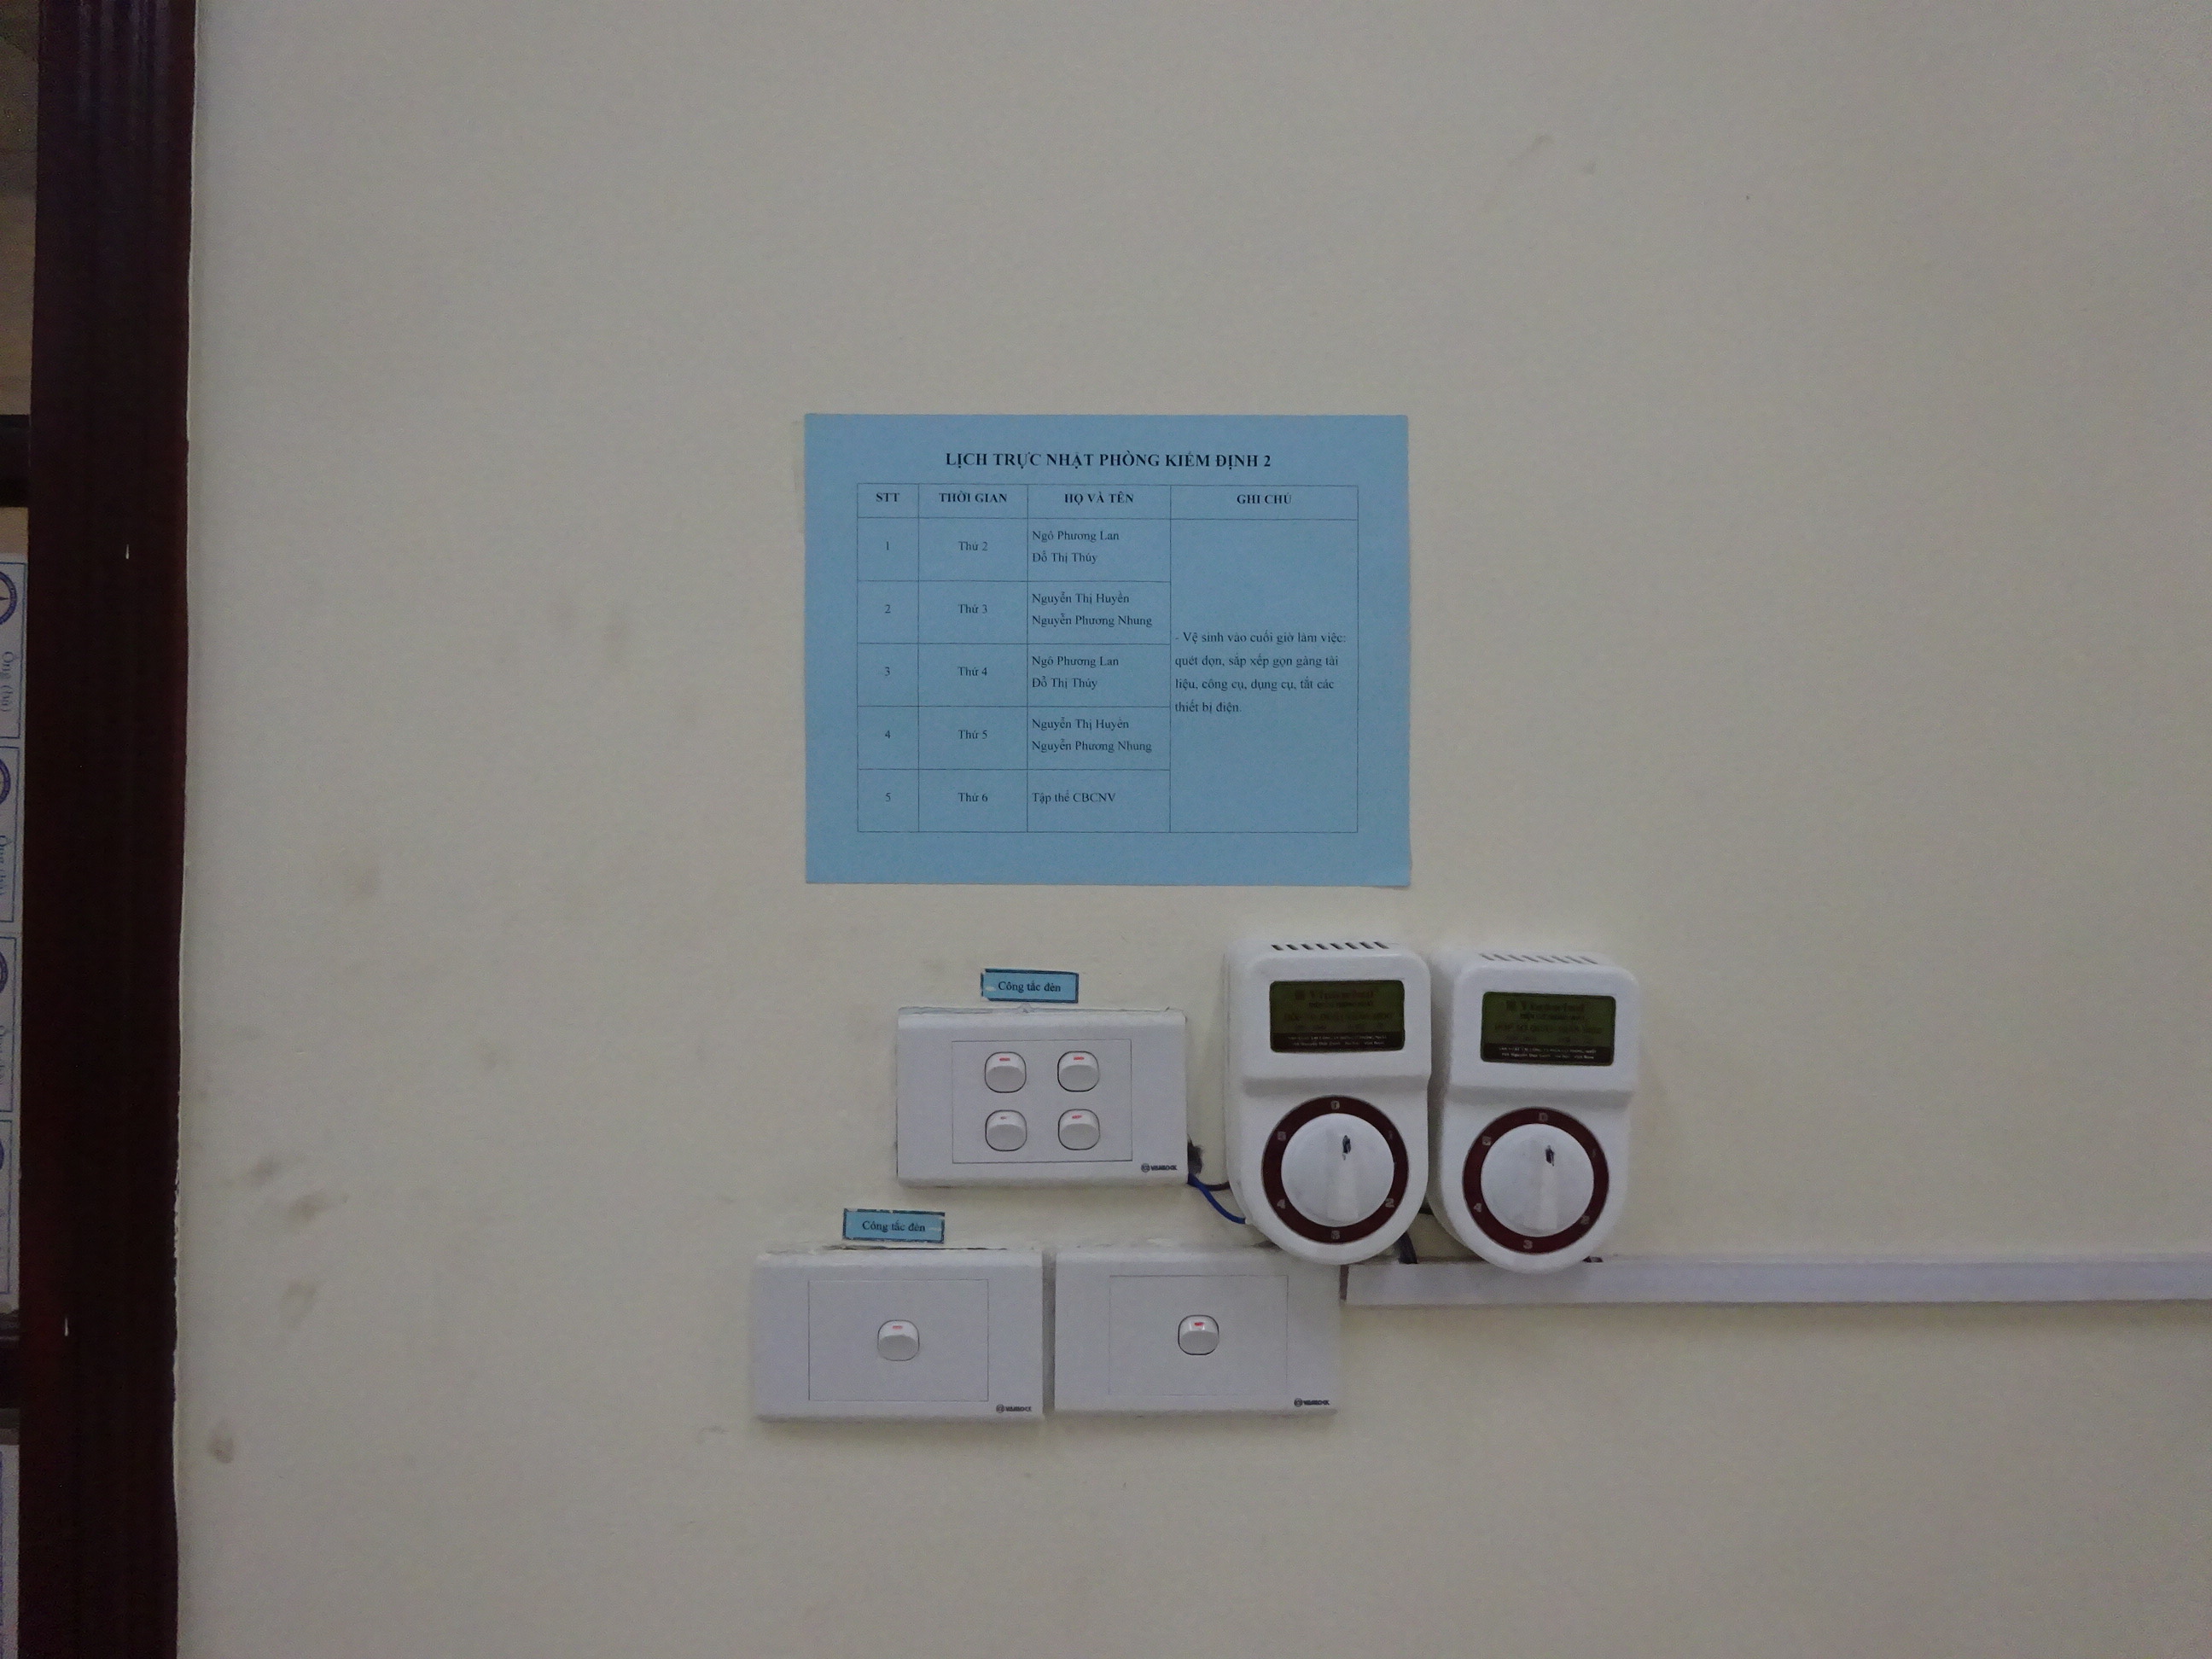 LỊCH TRỰC NHẬT PHÒNG KIỂM ĐỊNH 2
STT THỜI GIAN HỌ VÀ TÊN GHI CHÚ
1 Thứ 2 Ngô Phương Lan
Đỗ Thị Thúy
2 Thứ 3 Nguyễn Thị Huyền
Nguyễn Phương Nhung
3 Thứ 4 Ngô Phương Lan
Đỗ Thị Thúy
4 Thứ 5 Nguyễn Thị Huyền
Nguyễn Phương Nhung
5 Thứ 6 Tập thể CBCNV
- Vệ sinh vào cuối giờ làm việc:
quét dọn, sắp xếp gọn gàng tài
liệu, công cụ, dụng cụ, tắt các
thiết bị điện.
Công tắc đèn
Vinawind
Vinawind
Công tắc đèn